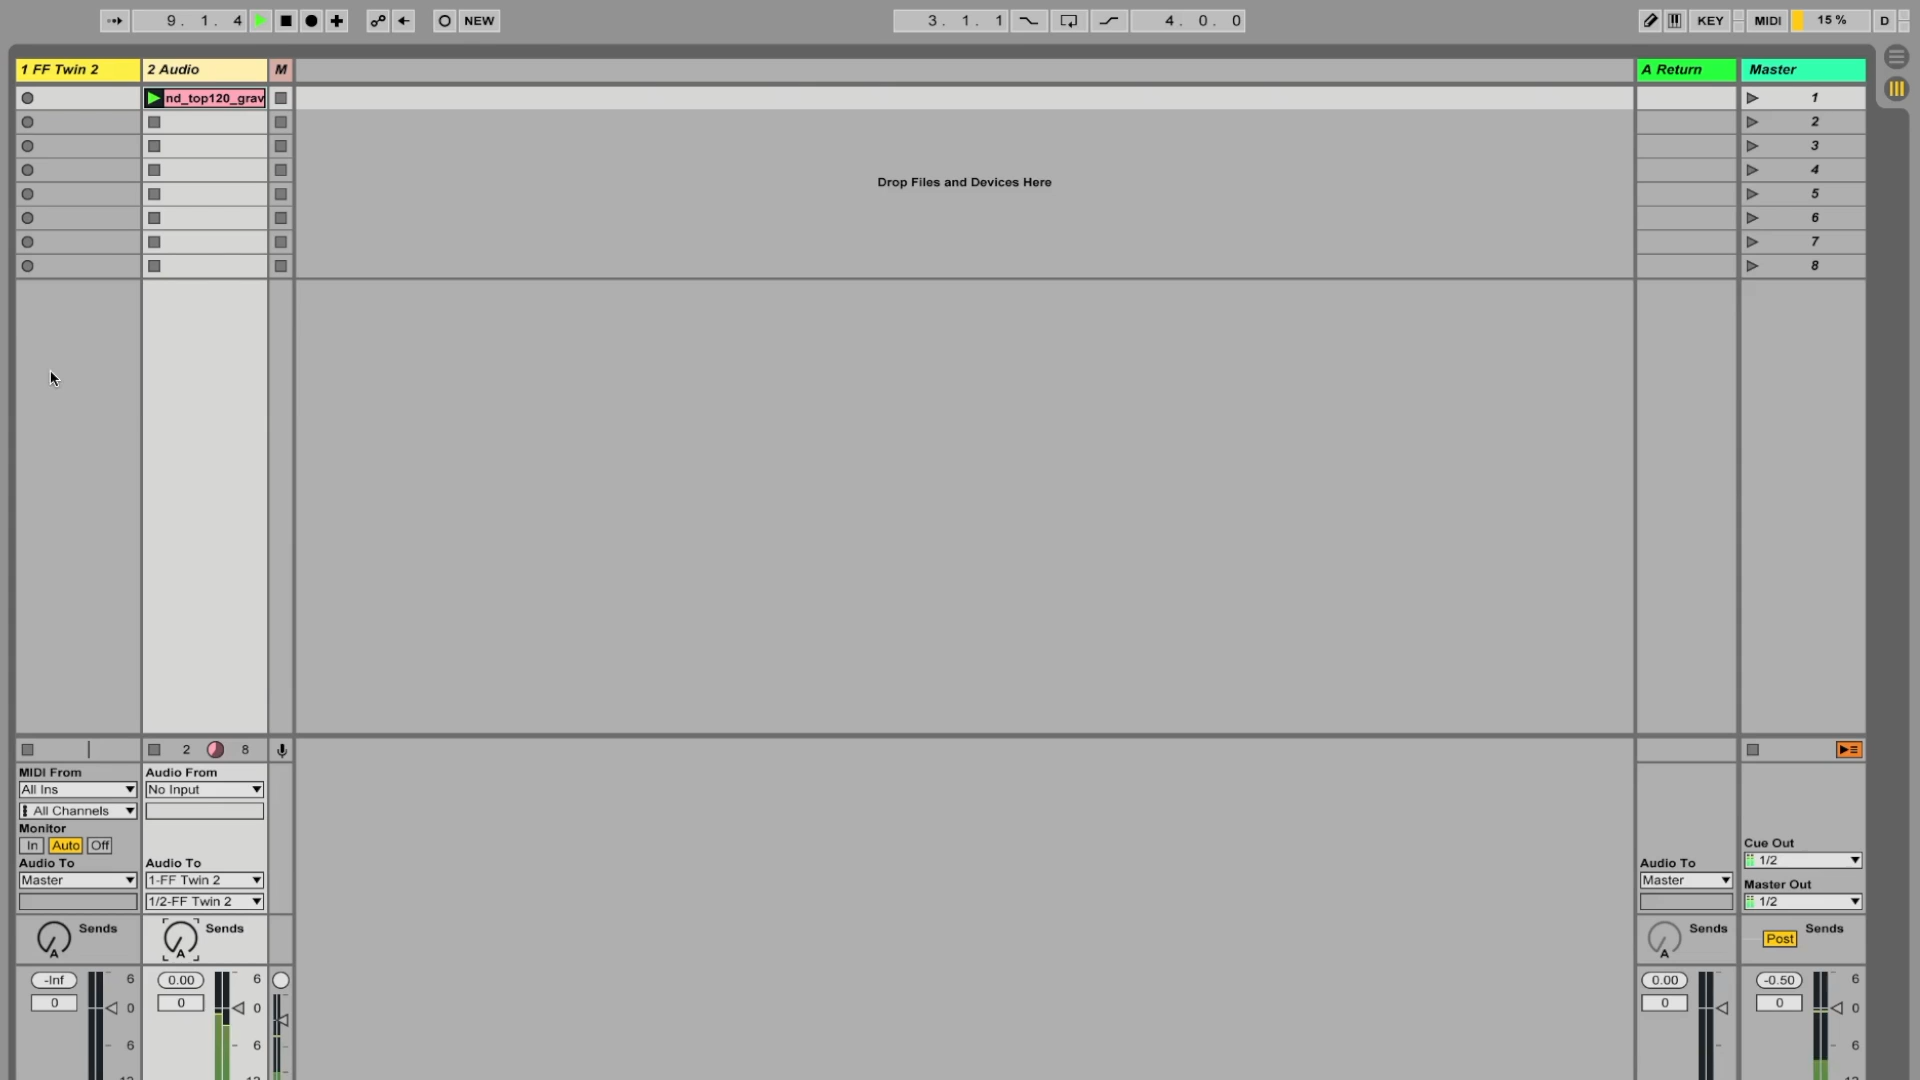 9. 1. 4
NEW
3. 1. 1
4. 0. 0
KEY
MIDI
15 %
D
1 FF Twin 2
2 Audio
M
A Return
Master
nd_top120_grav
1
2
3
4
5
6
7
8
Drop Files and Devices Here
2
8
MIDI From
All Ins
All Channels
Monitor
In
Auto
Off
Audio To
Master
Audio From
No Input
Audio To
1-FF Twin 2
1/2-FF Twin 2
Audio To
Master
Cue Out
1/2
Master Out
1/2
Sends
A
Sends
A
Sends
A
Post
Sends
-Inf
0
6
0
6
0.00
0
6
0
6
0.00
0
-0.50
0
6
0
6